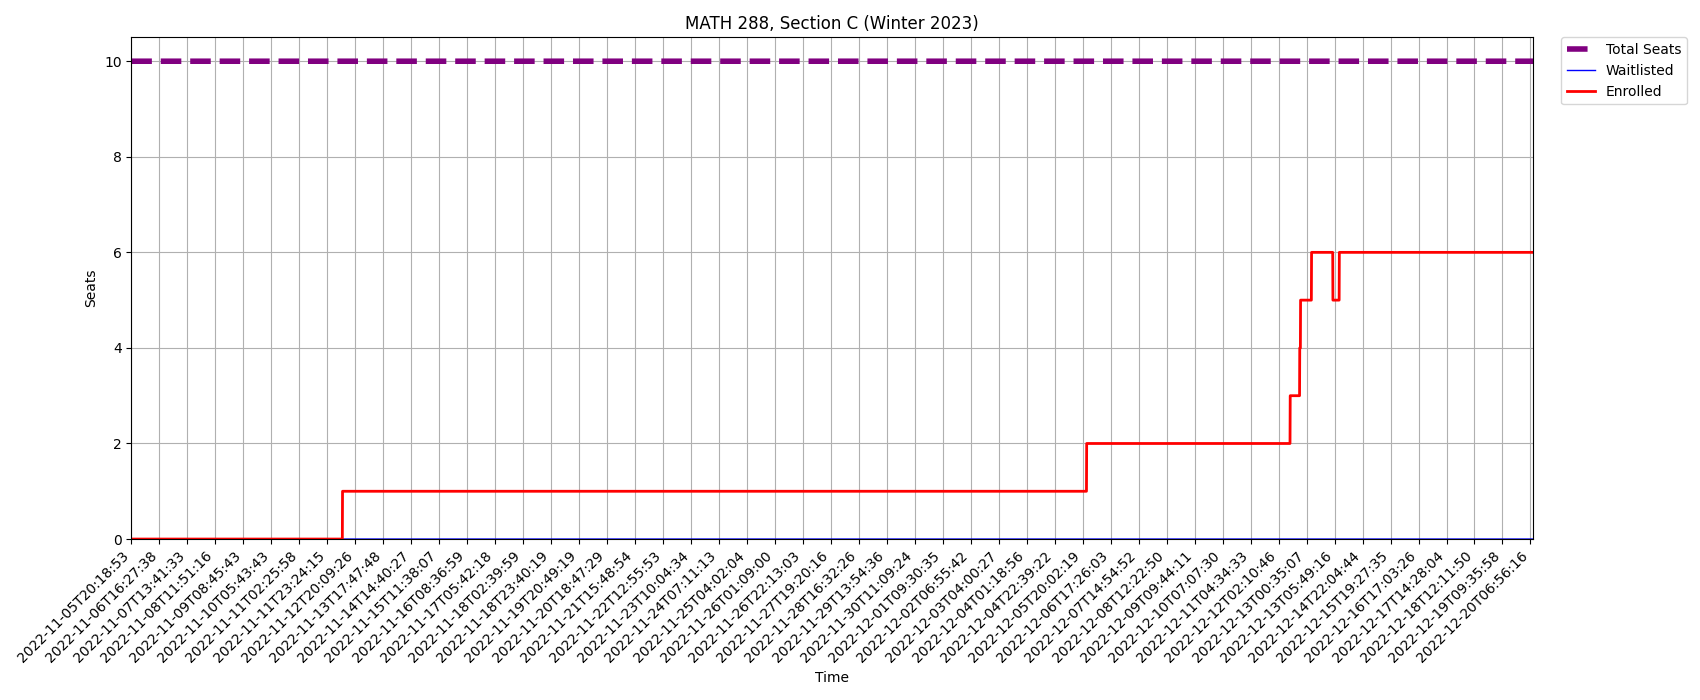 MATH 288, Section C (Winter 2023)
Total Seats
Waitlisted
Enrolled
10
8
6
4
2
0
Seats
2022-11-05T20:18:53
2022-11-06T16:27:38
2022-11-07T13:41:33
2022-11-08T11:51:16
2022-11-09T08:45:43
2022-11-10T05:43:43
2022-11-11T02:25:58
2022-11-11T23:24:15
2022-11-12T20:09:26
2022-11-13T17:47:48
2022-11-14T14:40:27
2022-11-15T11:38:07
2022-11-16T08:36:59
2022-11-17T05:42:18
2022-11-18T02:39:59
2022-11-18T23:40:19
2022-11-19T20:49:19
2022-11-20T18:47:29
2022-11-21T15:48:54
2022-11-22T12:55:53
2022-11-23T10:04:34
2022-11-24T07:11:13
2022-11-25T04:02:04
2022-11-26T01:09:00
2022-11-26T22:13:03
2022-11-27T19:20:16
2022-11-28T16:32:26
2022-11-29T13:54:36
2022-11-30T11:09:24
2022-12-01T09:30:35
2022-12-02T06:55:42
2022-12-03T04:00:27
2022-12-04T01:18:56
2022-12-04T22:39:22
2022-12-05T20:02:19
2022-12-06T17:26:03
2022-12-07T14:54:52
2022-12-08T12:22:50
2022-12-09T09:44:11
2022-12-10T07:07:30
2022-12-11T04:34:33
2022-12-12T02:10:46
2022-12-13T00:35:07
2022-12-13T05:49:16
2022-12-14T22:04:44
2022-12-15T19:27:35
2022-12-16T17:03:26
2022-12-17T14:28:04
2022-12-18T12:11:50
2022-12-19T09:35:58
2022-12-20T06:56:16
Time